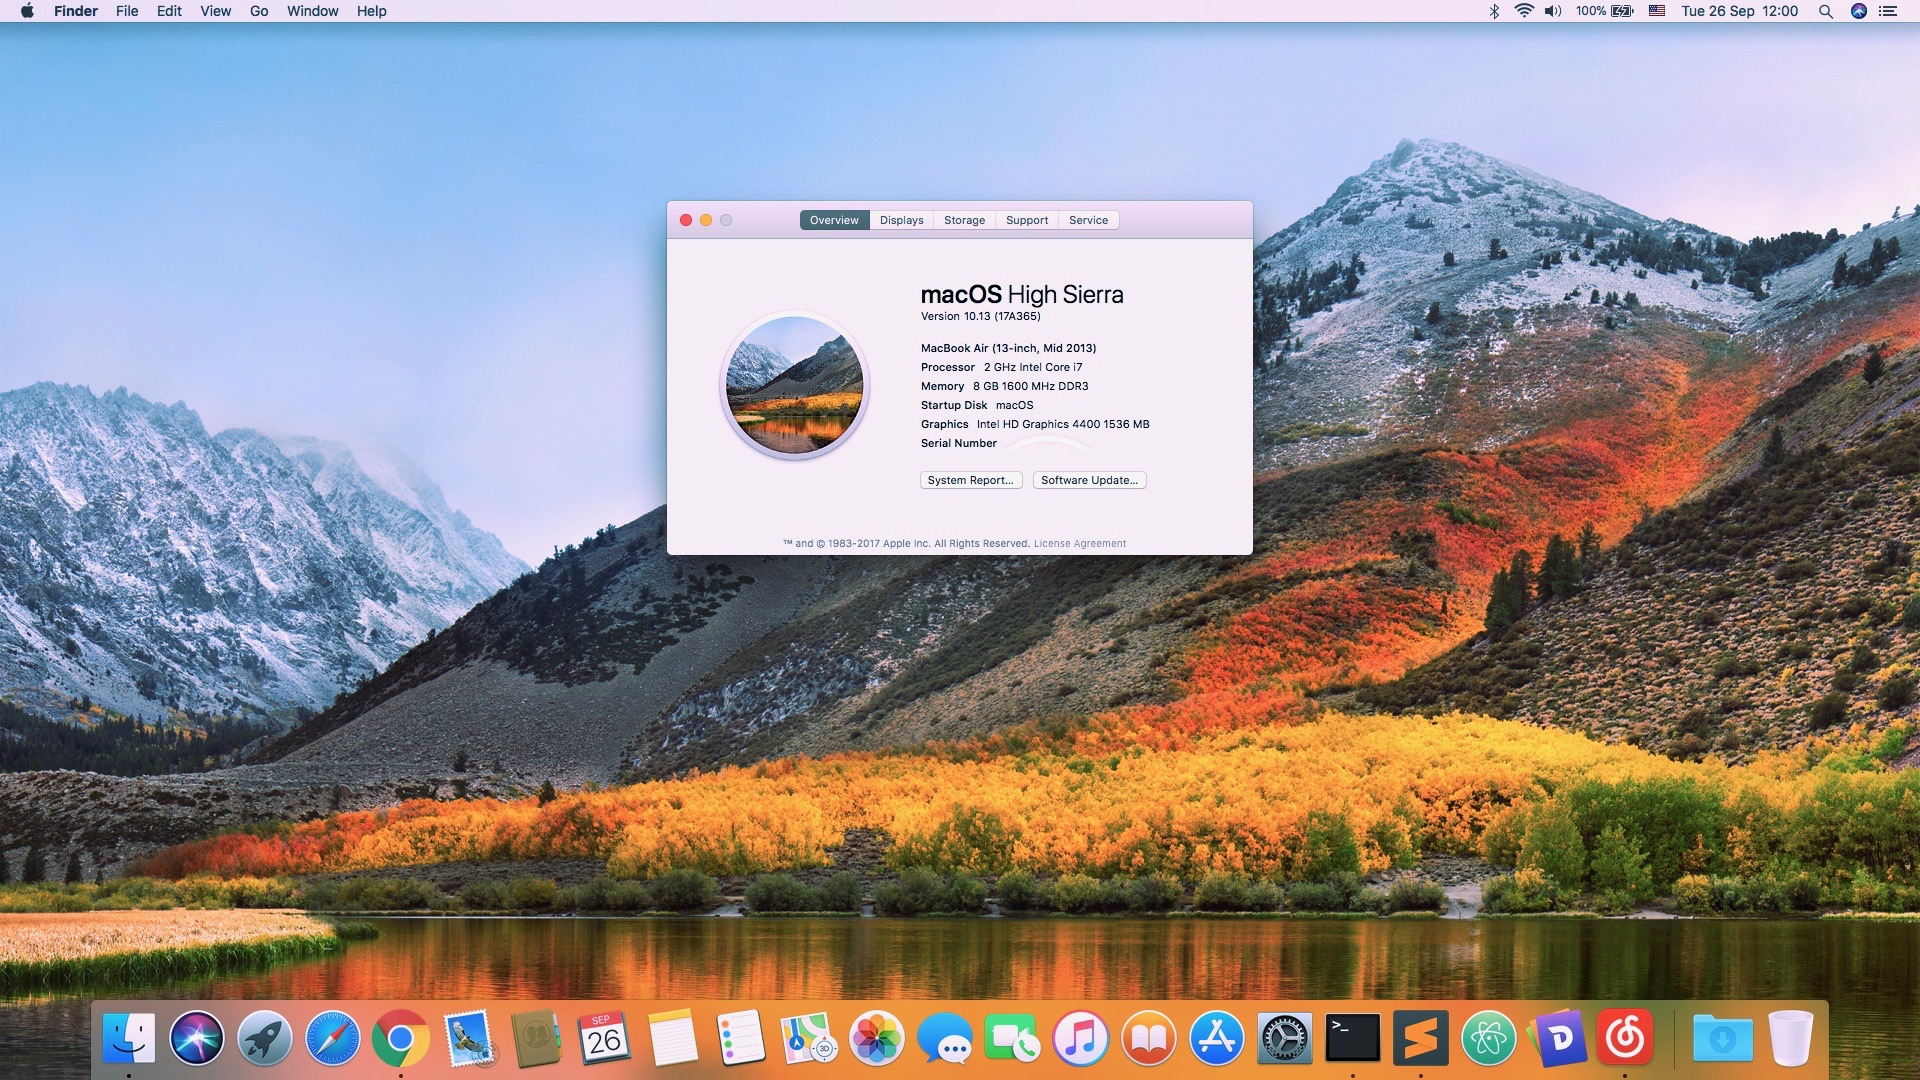 Finder File Edit View Go Window Help 100% Tue 26 Sep 12:00
Overview Displays Storage Support Service
macOS High Sierra
Version 10.13 (17A365)
MacBook Air (13-inch, Mid 2013)
Processor 2 GHz Intel Core i7
Memory 8 GB 1600 MHz DDR3
Startup Disk macOS
Graphics Intel HD Graphics 4400 1536 MB
Serial Number
System Report... Software Update...
™ and © 1983-2017 Apple Inc. All Rights Reserved. License Agreement
SEP
26
3D
>_
D